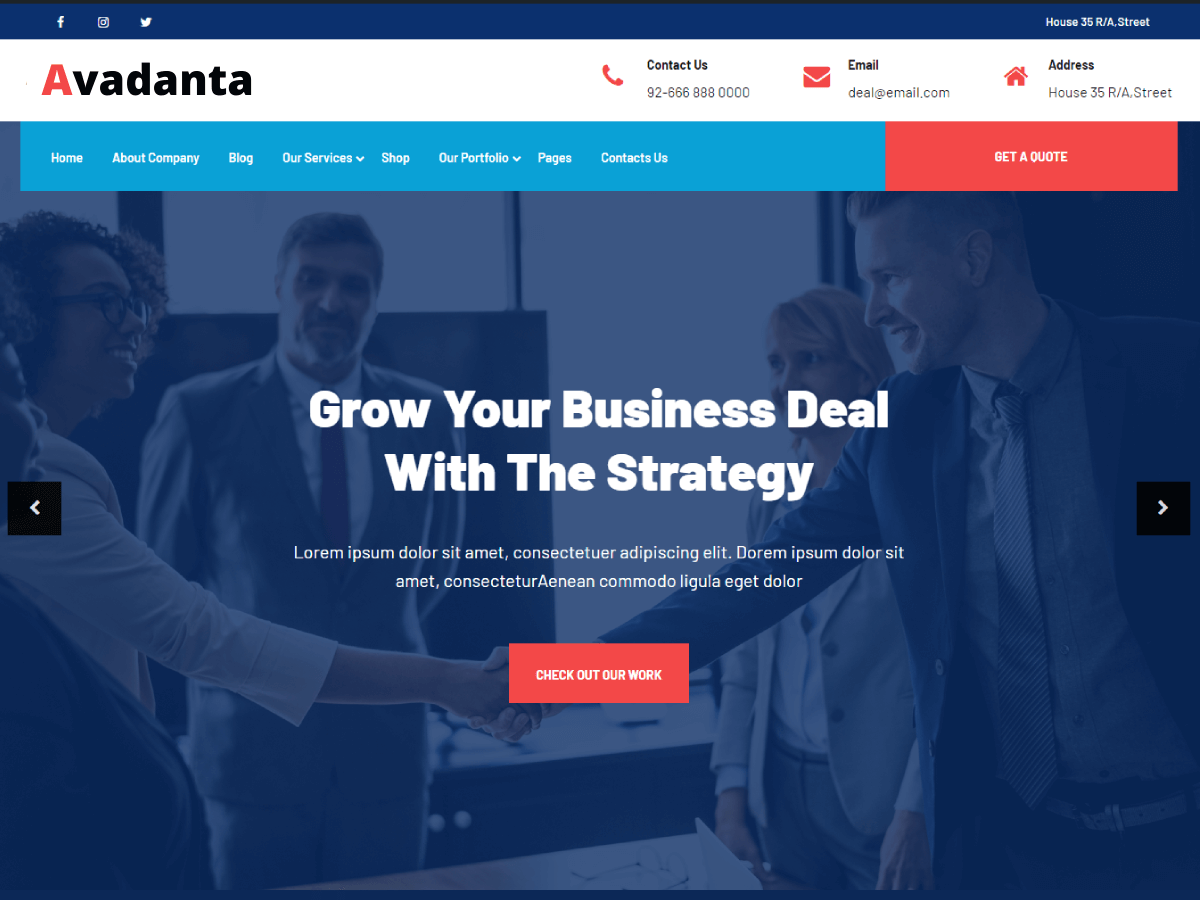 House 35 R/A,Street
Avadanta
Contact Us
92-666 888 0000
Email
deal@email.com
Address
House 35 R/A,Street
Home About Company Blog Our Services Shop Our Portfolio Pages Contacts Us
GET A QUOTE
Grow Your Business Deal
With The Strategy
Lorem ipsum dolor sit amet, consectetuer adipiscing elit. Dorem ipsum dolor sit
amet, consecteturAenean commodo ligula eget dolor
CHECK OUT OUR WORK